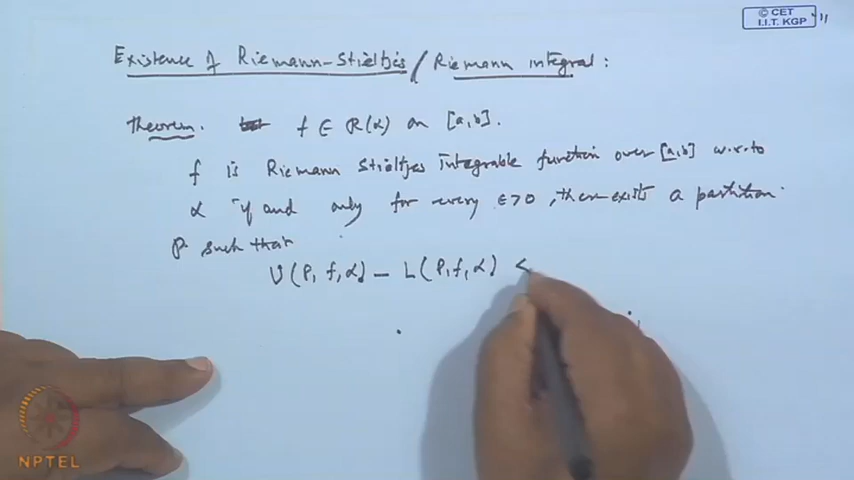 © CET
I.I.T. KGP
Existence of Riemann-Stieltjes / Riemann integral :
Theorem. f ∈ R(α) on [a,b].
f is Riemann Stieltjes integrable function over [a,b] w.r.to
α if and only for every ε>0, there exists a partition
P such that
U(P, f, α) - L(P, f, α) <
NPTEL